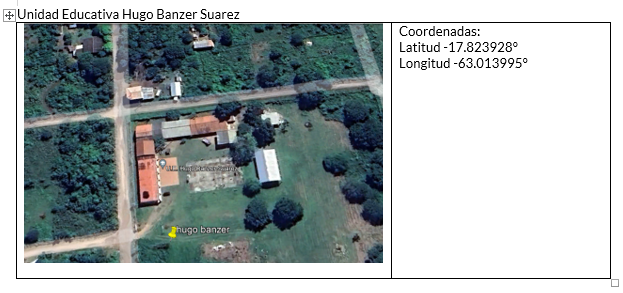 Unidad Educativa Hugo Banzer Suarez
Coordenadas:
Latitud -17.823928°
Longitud -63.013995°
hugo banzer